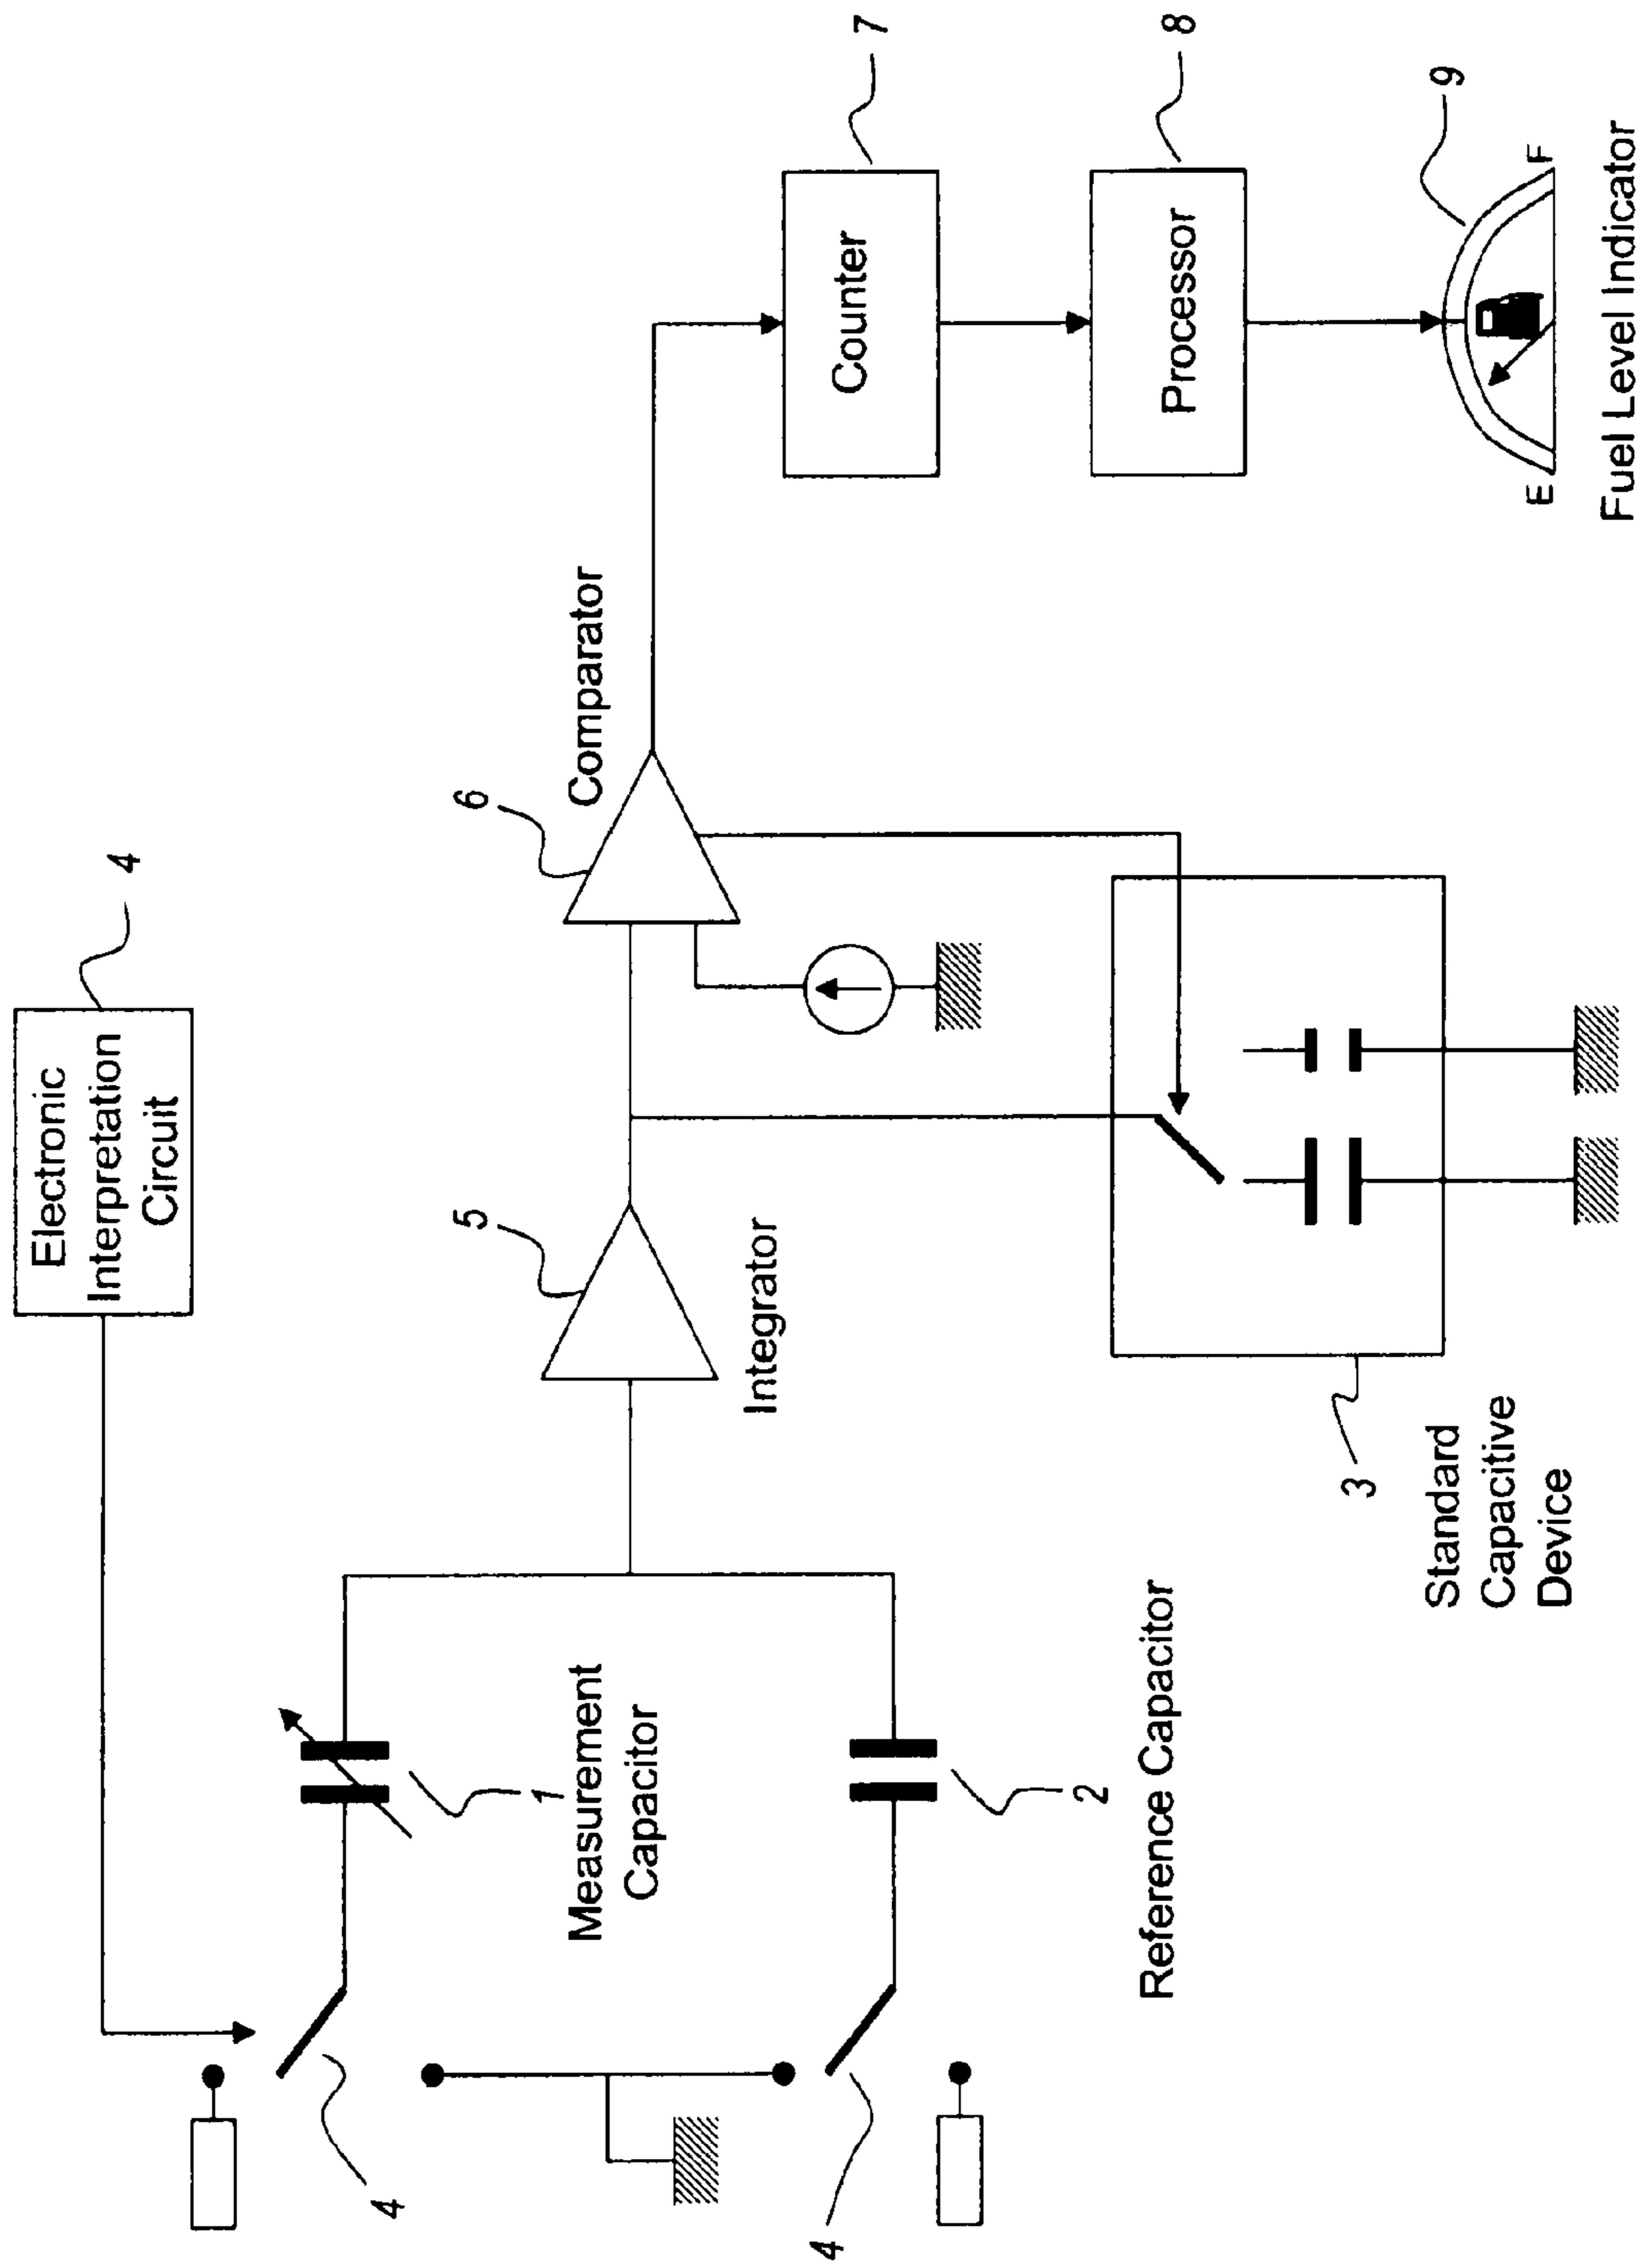 4
Electronic
Interpretation
Circuit
4
1
Measurement
Capacitor
4
2
Reference Capacitor
5
Integrator
6
Comparator
3
Standard
Capacitive
Device
7
Counter
8
Processor
9
E
F
Fuel Level Indicator